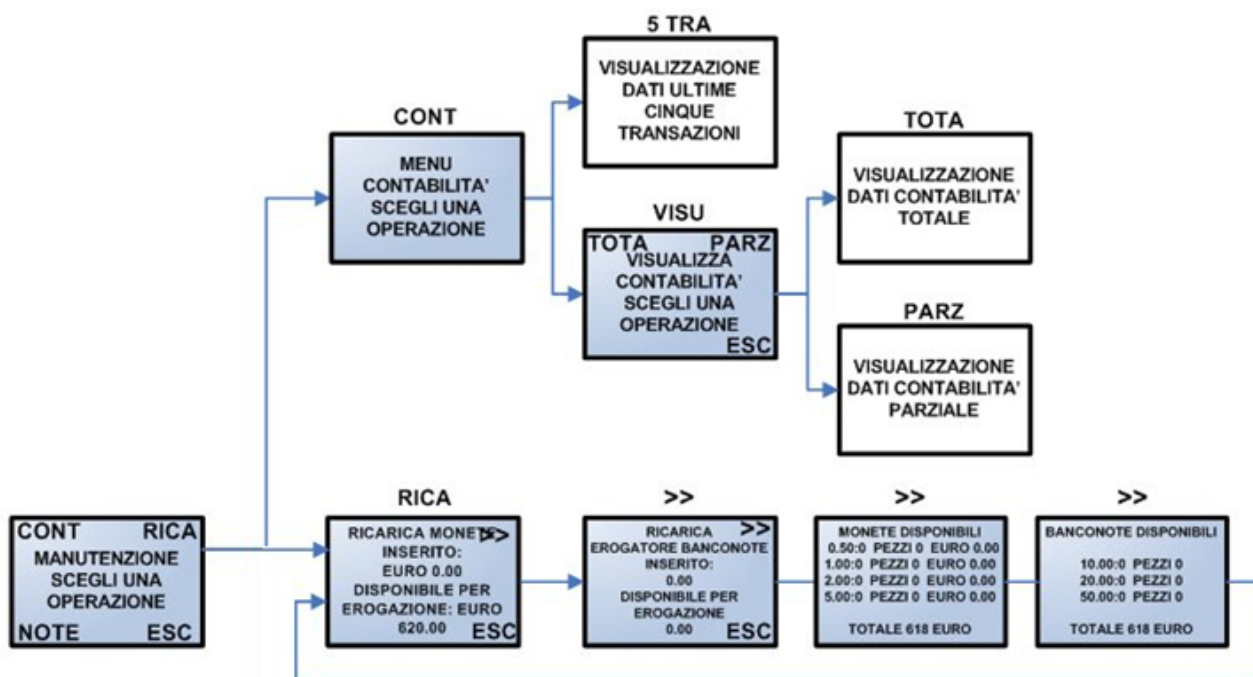 5 TRA
VISUALIZZAZIONE
DATI ULTIME
CINQUE
TRANSAZIONI
CONT
MENU
CONTABILITA'
SCEGLI UNA
OPERAZIONE
TOTA
VISUALIZZAZIONE
DATI CONTABILITA'
TOTALE
VISU
TOTA PARZ
VISUALIZZA
CONTABILITA'
SCEGLI UNA
OPERAZIONE
ESC
PARZ
VISUALIZZAZIONE
DATI CONTABILITA'
PARZIALE
CONT RICA
MANUTENZIONE
SCEGLI UNA
OPERAZIONE
NOTE ESC
RICA
RICARICA MONETE >>
INSERITO:
EURO 0.00
DISPONIBILE PER
EROGAZIONE: EURO
620.00 ESC
>>
RICARICA >>
EROGATORE BANCONOTE
INSERITO:
0.00
DISPONIBILE PER
EROGAZIONE
0.00 ESC
>>
MONETE DISPONIBILI
0.50:0 PEZZI 0 EURO 0.00
1.00:0 PEZZI 0 EURO 0.00
2.00:0 PEZZI 0 EURO 0.00
5.00:0 PEZZI 0 EURO 0.00
TOTALE 618 EURO
>>
BANCONOTE DISPONIBILI
10.00:0 PEZZI 0
20.00:0 PEZZI 0
50.00:0 PEZZI 0
TOTALE 618 EURO